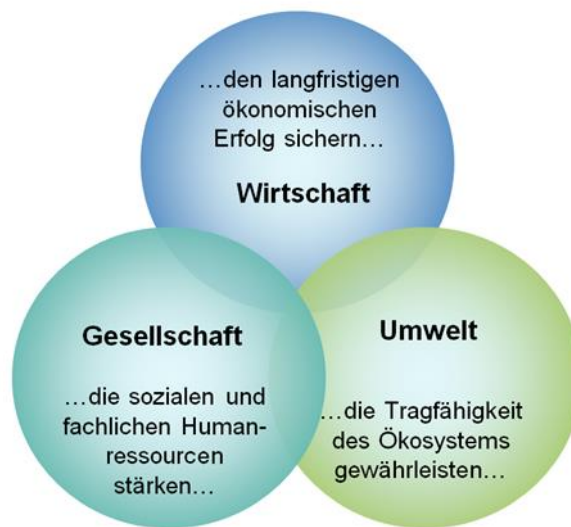 …den langfristigen
ökonomischen
Erfolg sichern…
Wirtschaft
Gesellschaft
…die sozialen und
fachlichen Human-
ressourcen
stärken…
Umwelt
…die Tragfähigkeit
des Ökosystems
gewährleisten…